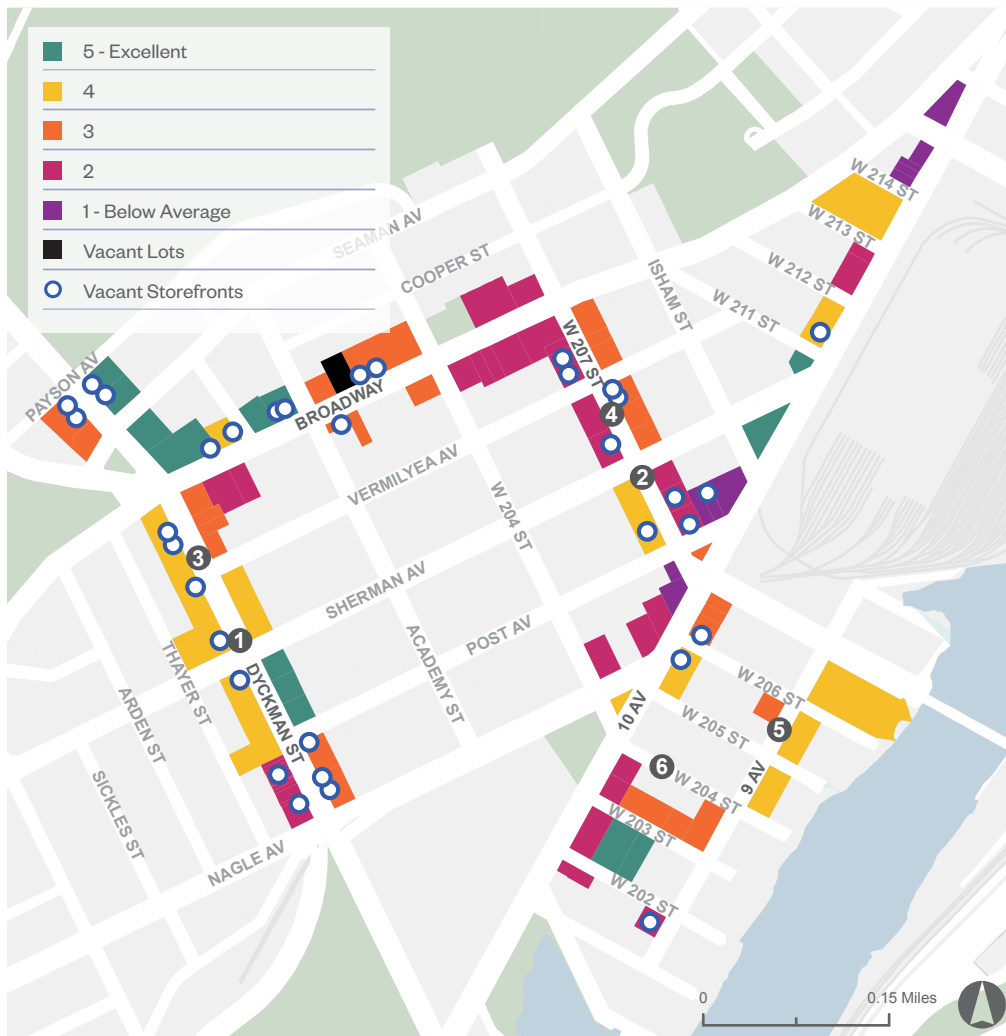 5 - Excellent
4
3
2
1 - Below Average
Vacant Lots
Vacant Storefronts
W 214 ST
W 213 ST
SEAMAN AV
COOPER ST
W 212 ST
ISHAM ST
W 211 ST
PAYSON AV
W 207 ST
BROADWAY
4
VERMILYEA AV
2
W 204 ST
3
SHERMAN AV
1
POST AV
ACADEMY ST
THAYER ST
DYCKMAN ST
ARDEN ST
W 206 ST
10 AV
W 205 ST
5
6
9 AV
W 204 ST
SICKLES ST
W 203 ST
NAGLE AV
W 202 ST
0
0.15 Miles